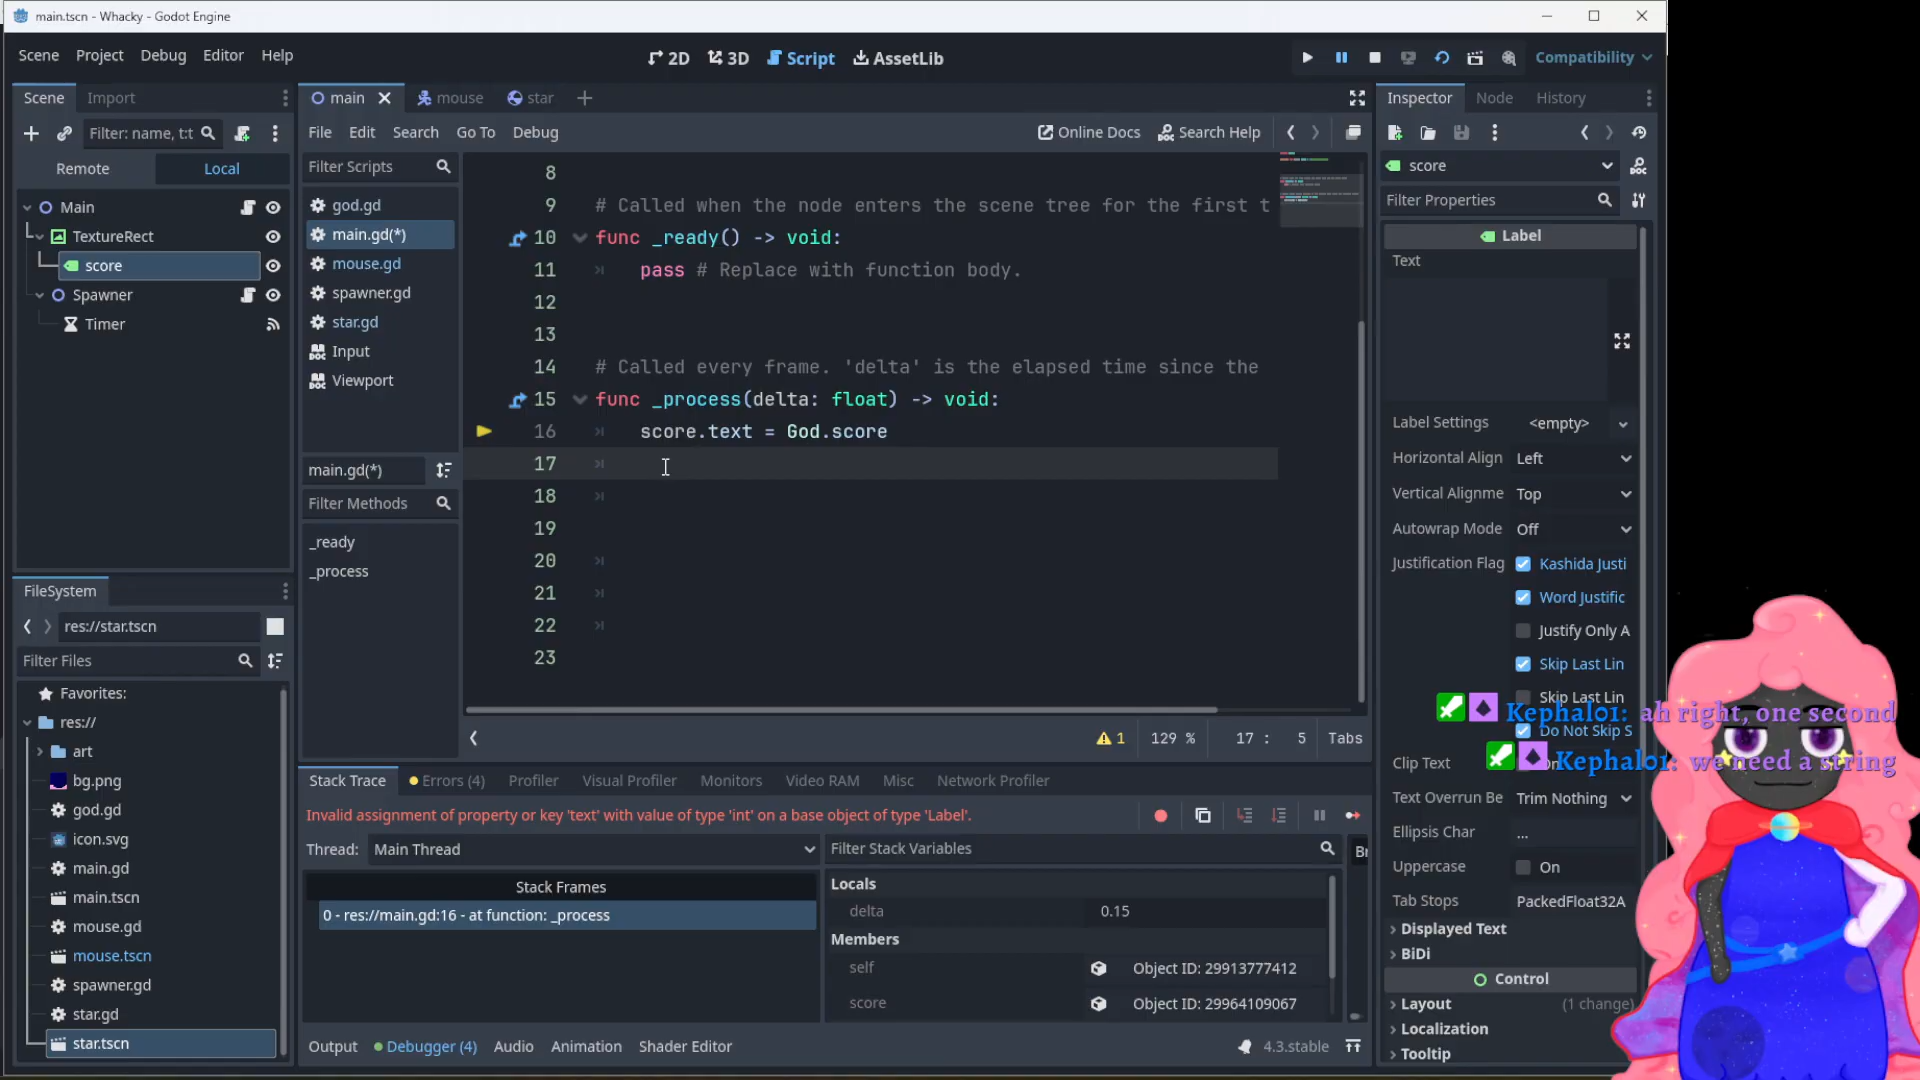 main.tscn - Whacky - Godot Engine
Scene Project Debug Editor Help
2D 3D Script AssetLib
Compatibility
Scene Import
Filter: name, t:t
Remote Local
Main
TextureRect
score
Spawner
Timer
FileSystem
res://star.tscn
Filter Files
Favorites:
res://
art
bg.png
god.gd
icon.svg
main.gd
main.tscn
mouse.gd
mouse.tscn
spawner.gd
star.gd
star.tscn
main mouse star
File Edit Search Go To Debug
Online Docs Search Help
Filter Scripts
god.gd
main.gd(*)
mouse.gd
spawner.gd
star.gd
Input
Viewport
main.gd(*)
Filter Methods
_ready
_process
8
9 # Called when the node enters the scene tree for the first t
10 func _ready() -> void:
11 pass # Replace with function body.
12
13
14 # Called every frame. 'delta' is the elapsed time since the
15 func _process(delta: float) -> void:
16 score.text = God.score
17
18
19
20
21
22
23
1 129 % 17 : 5 Tabs
Stack Trace Errors (4) Profiler Visual Profiler Monitors Video RAM Misc Network Profiler
Invalid assignment of property or key 'text' with value of type 'int' on a base object of type 'Label'.
Thread: Main Thread
Stack Frames
0 - res://main.gd:16 - at function: _process
Filter Stack Variables
Locals
delta 0.15
Members
self Object ID: 29913777412
score Object ID: 29964109067
Br
Output Debugger (4) Audio Animation Shader Editor
4.3.stable
Inspector Node History
score
Filter Properties
Label
Text
Label Settings <empty>
Horizontal Align Left
Vertical Alignme Top
Autowrap Mode Off
Justification Flag Kashida Justi
Word Justific
Justify Only A
Skip Last Lin
Skip Last Lin
Do Not Skip S
Clip Text On
Text Overrun Be Trim Nothing
Ellipsis Char ...
Uppercase On
Tab Stops PackedFloat32A
Displayed Text
BiDi
Control
Layout (1 change)
Localization
Tooltip
Kephalo1: ah right, one second
Kephalo1: we need a string